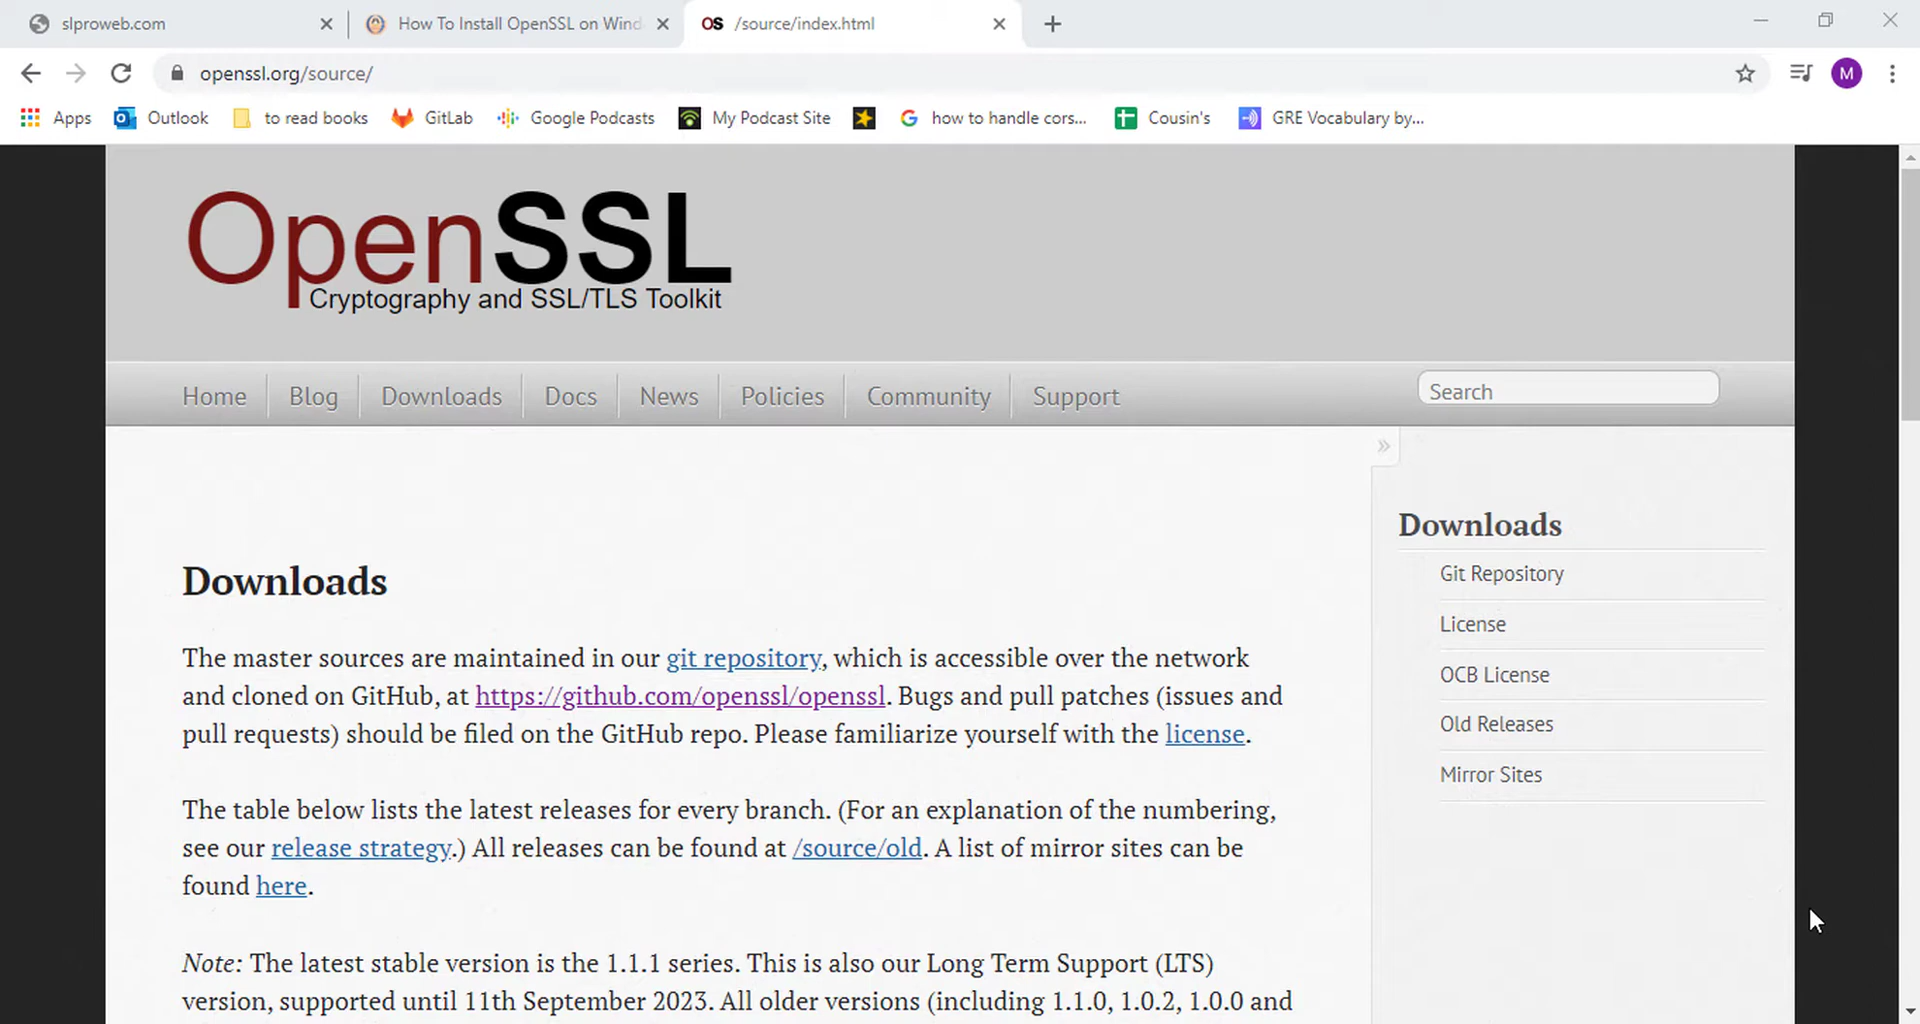 slproweb.com
How To Install OpenSSL on Wind
OS /source/index.html
openssl.org/source/
M
Apps
Outlook
to read books
GitLab
Google Podcasts
My Podcast Site
how to handle cors...
Cousin's
GRE Vocabulary by...
OpenSSL
Cryptography and SSL/TLS Toolkit
Home
Blog
Downloads
Docs
News
Policies
Community
Support
Search
»
Downloads
The master sources are maintained in our git repository, which is accessible over the network
and cloned on GitHub, at https://github.com/openssl/openssl. Bugs and pull patches (issues and
pull requests) should be filed on the GitHub repo. Please familiarize yourself with the license.
The table below lists the latest releases for every branch. (For an explanation of the numbering,
see our release strategy.) All releases can be found at /source/old. A list of mirror sites can be
found here.
Note: The latest stable version is the 1.1.1 series. This is also our Long Term Support (LTS)
version, supported until 11th September 2023. All older versions (including 1.1.0, 1.0.2, 1.0.0 and
Downloads
Git Repository
License
OCB License
Old Releases
Mirror Sites